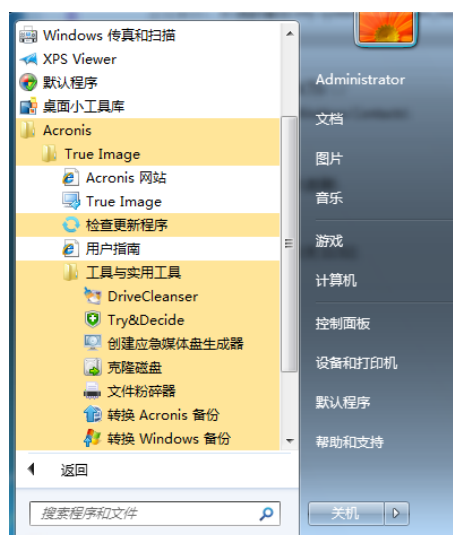 Windows 传真和扫描
XPS Viewer
默认程序
桌面小工具库
Acronis
True Image
Acronis 网站
True Image
检查更新程序
用户指南
工具与实用工具
DriveCleanser
Try&Decide
创建应急媒体盘生成器
克隆磁盘
文件粉碎器
转换 Acronis 备份
转换 Windows 备份
返回
搜索程序和文件
Administrator
文档
图片
音乐
游戏
计算机
控制面板
设备和打印机
默认程序
帮助和支持
关机